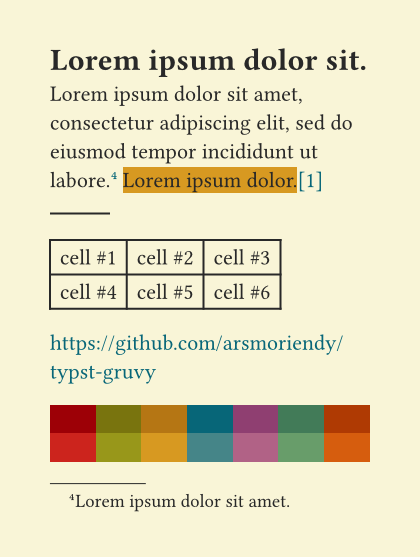 Lorem ipsum dolor sit.
Lorem ipsum dolor sit amet,
consectetur adipiscing elit, sed do
eiusmod tempor incididunt ut
labore.⁴ Lorem ipsum dolor.[1]
cell #1 cell #2 cell #3
cell #4 cell #5 cell #6
https://github.com/arsmoriendy/
typst-gruvy
⁴Lorem ipsum dolor sit amet.